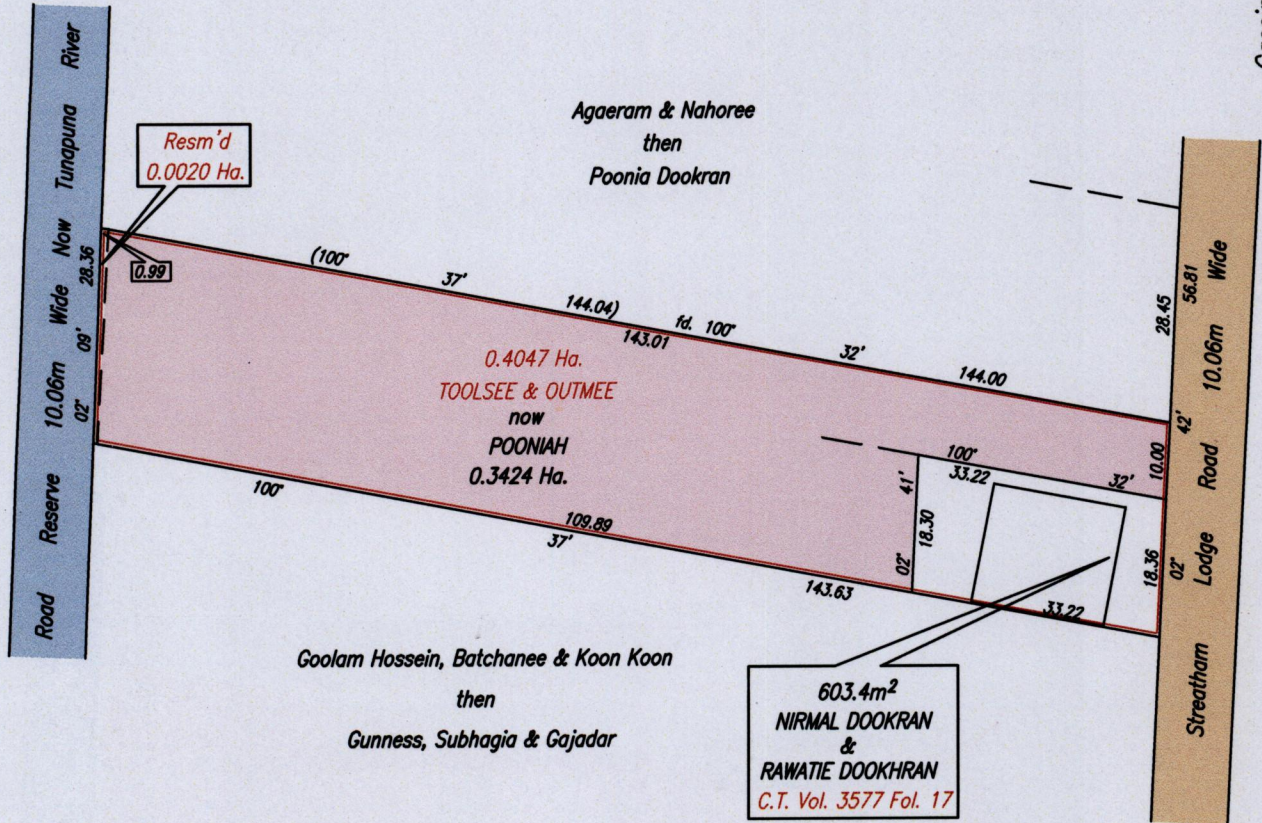 Road Reserve 10.06m Wide Now Tunapuna River
02° 09' 28.36
Resm'd
0.0020 Ha.
0.99
Agaeram & Nahoree
then
Poonia Dookran
(100° 37' 144.04)
143.01
fd. 100° 32' 144.00
0.4047 Ha.
TOOLSEE & OUTMEE
now
POONIAH
0.3424 Ha.
100° 37' 143.63
109.89
02° 41'
18.30
100° 32'
33.22
33.22
10.00
18.36
02° 42'
28.45
56.81
Streatham Lodge Road 10.06m Wide
Goolam Hossein, Batchanee & Koon Koon
then
Gunness, Subhagia & Gajadar
603.4m²
NIRMAL DOOKRAN
&
RAWATIE DOOKHRAN
C.T. Vol. 3577 Fol. 17